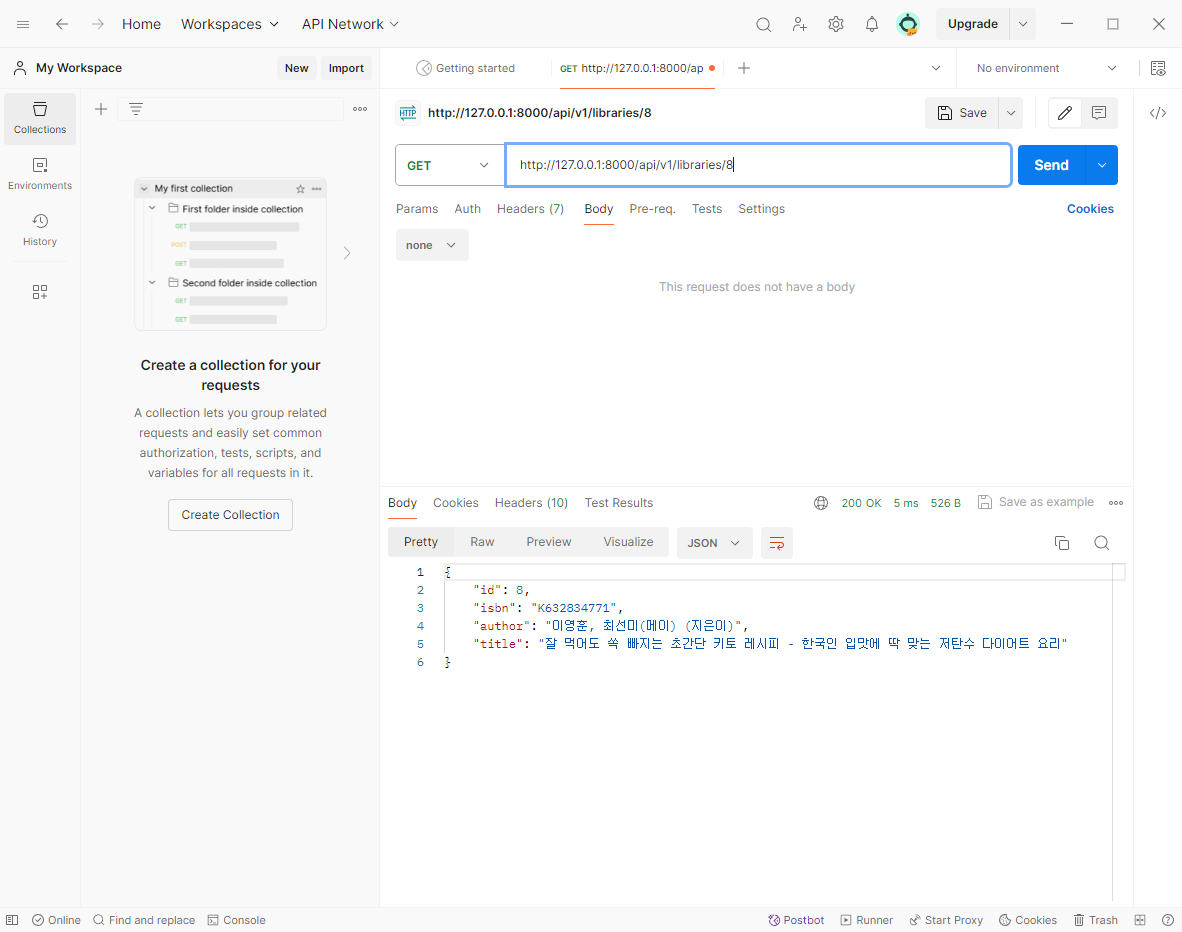 Home Workspaces API Network Upgrade
My Workspace New Import Getting started GET http://127.0.0.1:8000/ap No environment
Collections
Environments
History
My first collection
First folder inside collection
GET
POST
GET
Second folder inside collection
GET
GET
Create a collection for your
requests
A collection lets you group related
requests and easily set common
authorization, tests, scripts, and
variables for all requests in it.
Create Collection
HTTP http://127.0.0.1:8000/api/v1/libraries/8 Save
GET http://127.0.0.1:8000/api/v1/libraries/8 Send
Params Auth Headers (7) Body Pre-req. Tests Settings Cookies
none
This request does not have a body
Body Cookies Headers (10) Test Results 200 OK 5 ms 526 B Save as example
Pretty Raw Preview Visualize JSON
1 {
2 "id": 8,
3 "isbn": "K632834771",
4 "author": "이영훈, 최선미(메이) (지은이)",
5 "title": "잘 먹어도 쏙 빠지는 초간단 키토 레시피 - 한국인 입맛에 딱 맞는 저탄수 다이어트 요리"
6 }
Online Find and replace Console Postbot Runner Start Proxy Cookies Trash